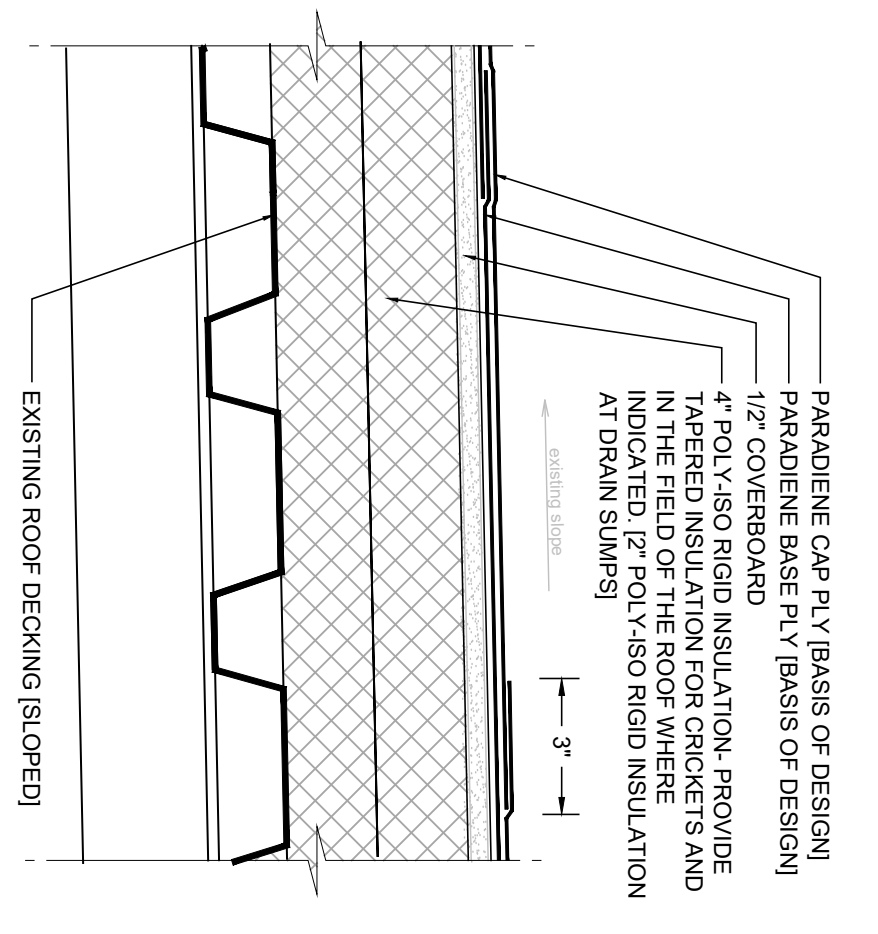 PARADIENE CAP PLY [BASIS OF DESIGN]
PARADIENE BASE PLY [BASIS OF DESIGN]
1/2" COVERBOARD
4" POLY-ISO RIGID INSULATION- PROVIDE
TAPERED INSULATION FOR CRICKETS AND
IN THE FIELD OF THE ROOF WHERE
INDICATED. [2" POLY-ISO RIGID INSULATION
AT DRAIN SUMPS]
3"
existing slope
EXISTING ROOF DECKING [SLOPED]